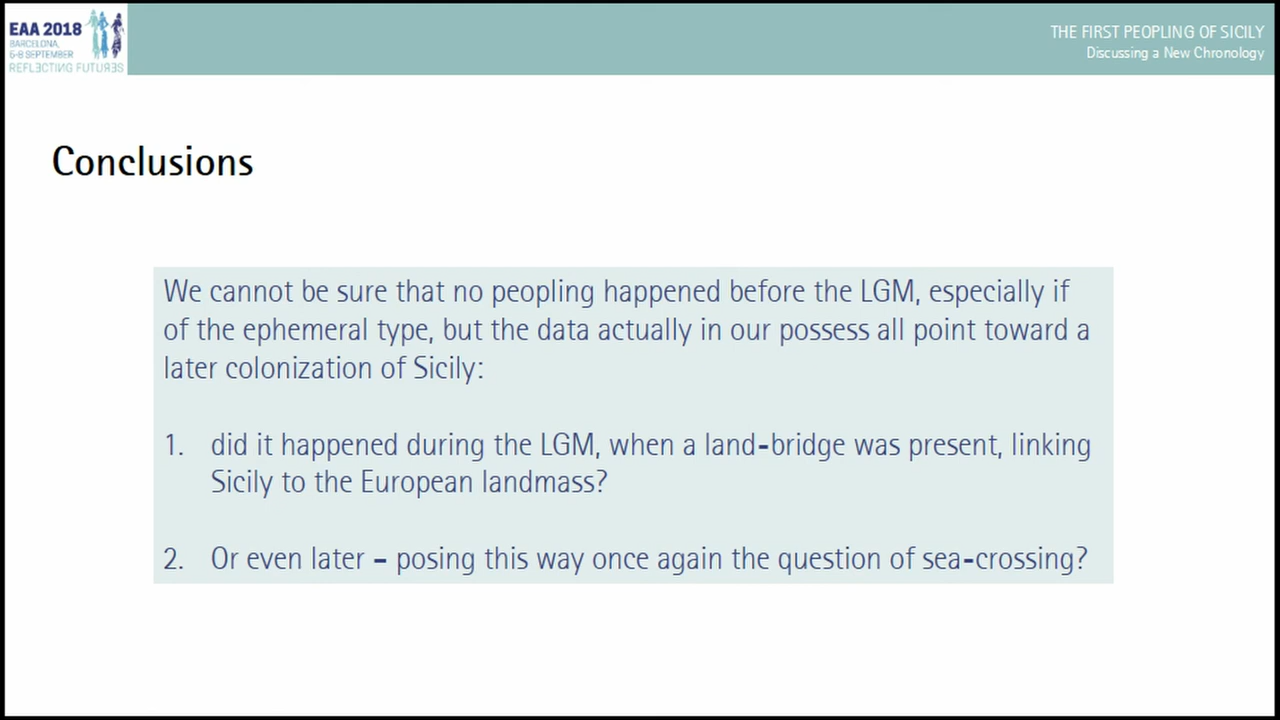 EAA 2018
BARCELONA,
5-8 SEPTEMBER
REFLECTING FUTURES
THE FIRST PEOPLING OF SICILY
Discussing a New Chronology
Conclusions
We cannot be sure that no peopling happened before the LGM, especially if
of the ephemeral type, but the data actually in our possess all point toward a
later colonization of Sicily:
1. did it happened during the LGM, when a land-bridge was present, linking
Sicily to the European landmass?
2. Or even later – posing this way once again the question of sea-crossing?